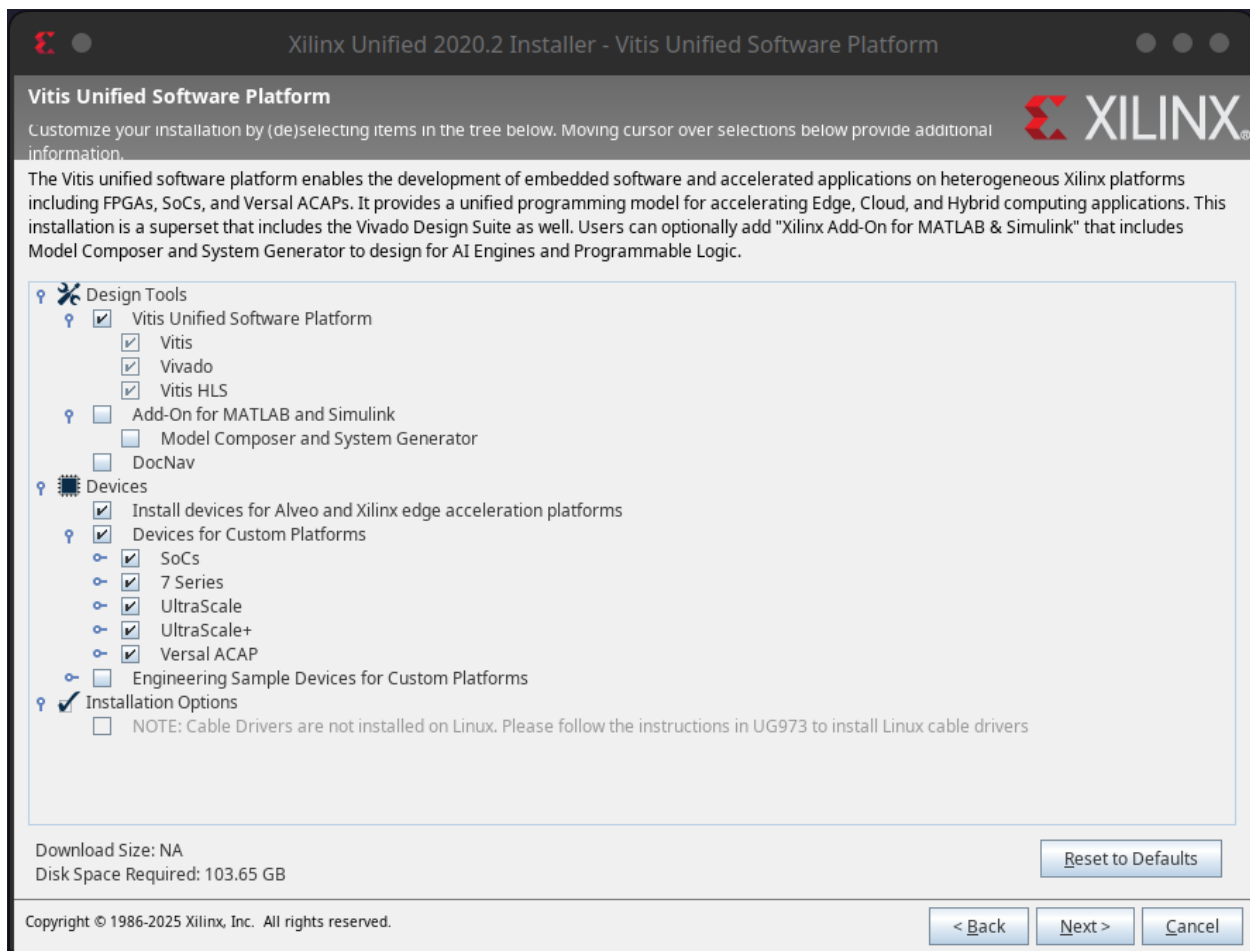 Xilinx Unified 2020.2 Installer - Vitis Unified Software Platform
Vitis Unified Software Platform
Customize your installation by (de)selecting items in the tree below. Moving cursor over selections below provide additional
information.
XILINX®
The Vitis unified software platform enables the development of embedded software and accelerated applications on heterogeneous Xilinx platforms
including FPGAs, SoCs, and Versal ACAPs. It provides a unified programming model for accelerating Edge, Cloud, and Hybrid computing applications. This
installation is a superset that includes the Vivado Design Suite as well. Users can optionally add "Xilinx Add-On for MATLAB & Simulink" that includes
Model Composer and System Generator to design for AI Engines and Programmable Logic.
Design Tools
Vitis Unified Software Platform
Vitis
Vivado
Vitis HLS
Add-On for MATLAB and Simulink
Model Composer and System Generator
DocNav
Devices
Install devices for Alveo and Xilinx edge acceleration platforms
Devices for Custom Platforms
SoCs
7 Series
UltraScale
UltraScale+
Versal ACAP
Engineering Sample Devices for Custom Platforms
Installation Options
NOTE: Cable Drivers are not installed on Linux. Please follow the instructions in UG973 to install Linux cable drivers
Download Size: NA
Disk Space Required: 103.65 GB
Reset to Defaults
Copyright © 1986-2025 Xilinx, Inc. All rights reserved.
< Back
Next >
Cancel